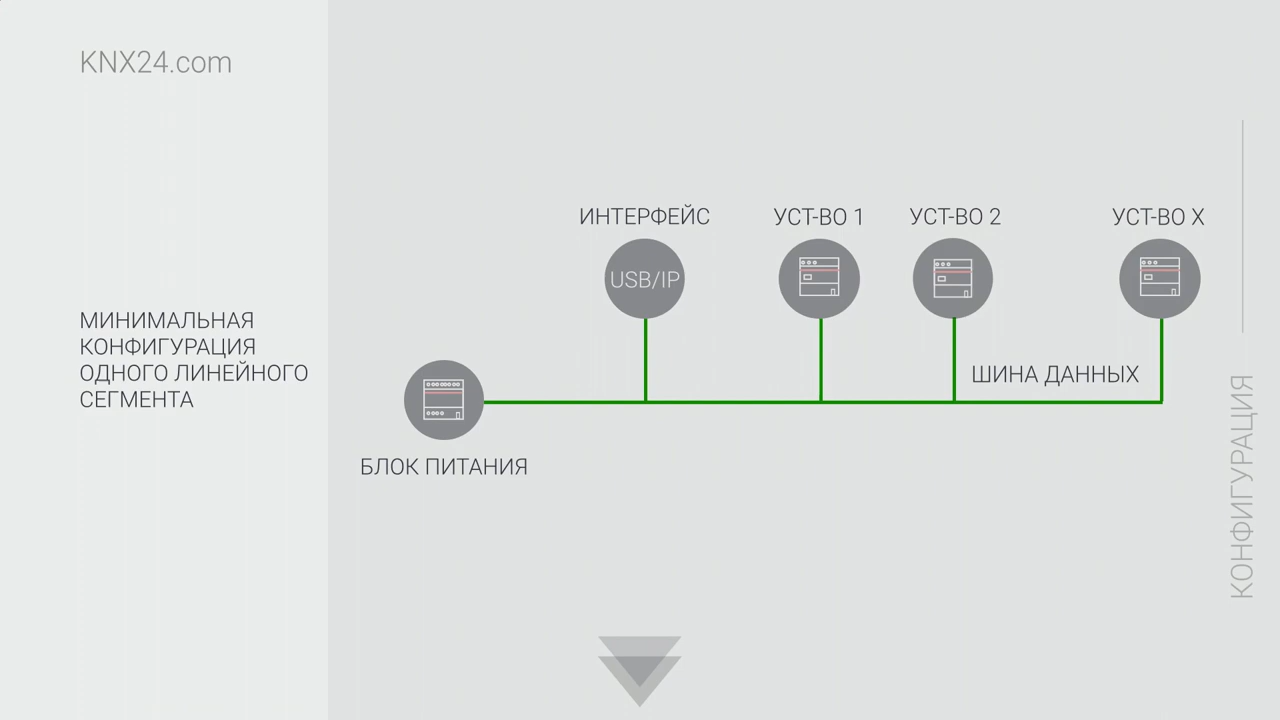 KNX24.com
МИНИМАЛЬНАЯ
КОНФИГУРАЦИЯ
ОДНОГО ЛИНЕЙНОГО
СЕГМЕНТА
ИНТЕРФЕЙС
УСТ-ВО 1
УСТ-ВО 2
УСТ-ВО X
USB/IP
ШИНА ДАННЫХ
БЛОК ПИТАНИЯ
КОНФИГУРАЦИЯ